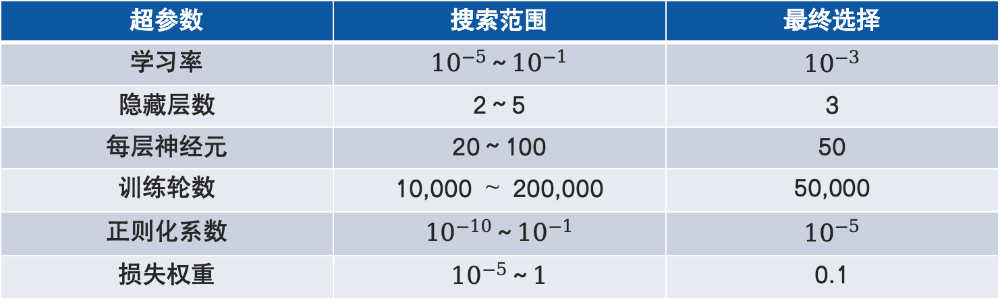 超参数 搜索范围 最终选择
学习率 10⁻⁵ ~ 10⁻¹ 10⁻³
隐藏层数 2 ~ 5 3
每层神经元 20 ~ 100 50
训练轮数 10,000 ~ 200,000 50,000
正则化系数 10⁻¹⁰ ~ 10⁻¹ 10⁻⁵
损失权重 10⁻⁵ ~ 1 0.1